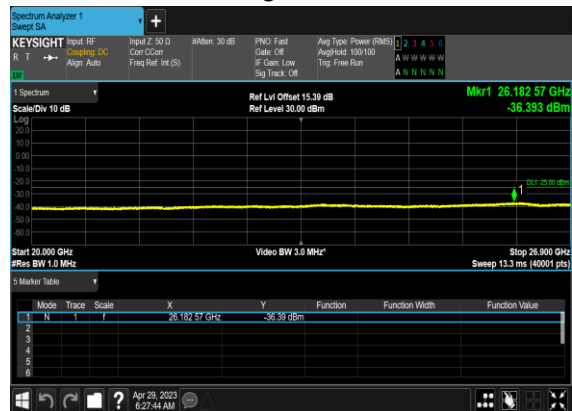 Spectrum Analyzer 1
Swept SA
+
KEYSIGHT Input: RF Input Z: 50 Ω #Atten: 30 dB PNO: Fast Avg Type: Power (RMS) 1 2 3 4 5 6
R T Coupling: DC Corr CCorr Gate: Off Avg|Hold: 100/100 A W W W W W
Align: Auto Freq Ref: Int (S) IF Gain: Low Trig: Free Run
LW Sig Track: Off A N N N N N
1 Spectrum Ref Lvl Offset 15.39 dB Mkr1 26.182 57 GHz
Scale/Div 10 dB Ref Level 30.00 dBm -36.393 dBm
Log
20.0
10.0
0.00
-10.0
-20.0
DL1 -25.00 dBm
1
-30.0
-40.0
-50.0
-60.0
Start 20.000 GHz Video BW 3.0 MHz* Stop 26.900 GHz
#Res BW 1.0 MHz Sweep 13.3 ms (40001 pts)
5 Marker Table
Mode Trace Scale X Y Function Function Width Function Value
1 N 1 f 26.182 57 GHz -36.39 dBm
2
3
4
5
6
? Apr 29, 2023
6:27:44 AM